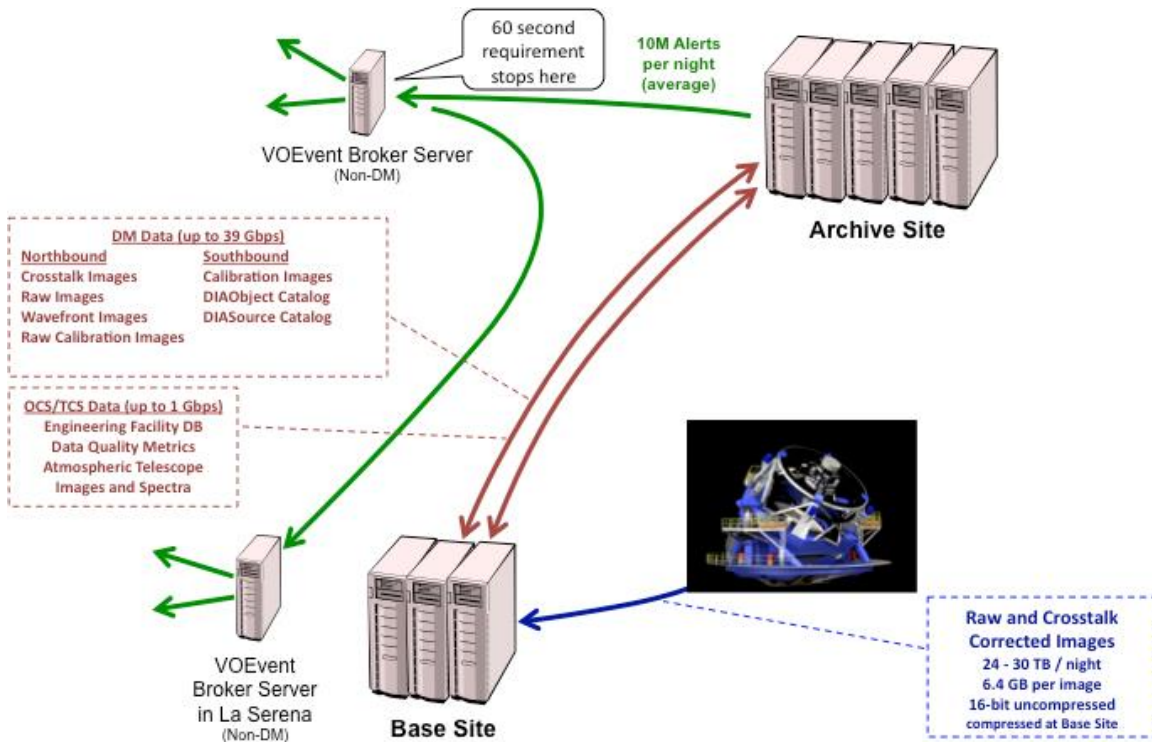 60 second
requirement
stops here
10M Alerts
per night
(average)
VOEvent Broker Server
(Non-DM)
Archive Site
DM Data (up to 39 Gbps)
Northbound
Crosstalk Images
Raw Images
Wavefront Images
Raw Calibration Images
Southbound
Calibration Images
DIAObject Catalog
DIASource Catalog
OCS/TCS Data (up to 1 Gbps)
Engineering Facility DB
Data Quality Metrics
Atmospheric Telescope
Images and Spectra
VOEvent
Broker Server
in La Serena
(Non-DM)
Base Site
Raw and Crosstalk
Corrected Images
24 - 30 TB / night
6.4 GB per image
16-bit uncompressed
compressed at Base Site